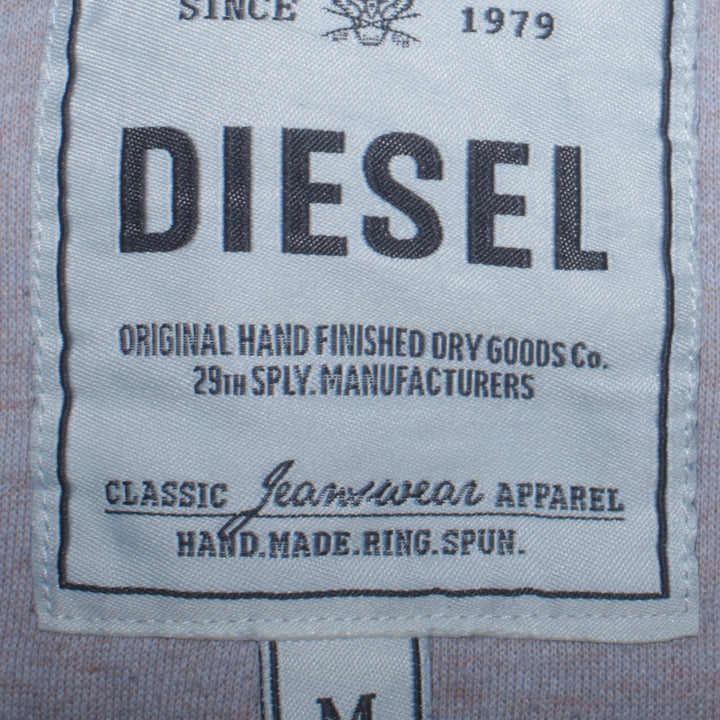 SINCE 1979
DIESEL
ORIGINAL HAND FINISHED DRY GOODS Co.
29TH SPLY. MANUFACTURERS
CLASSIC Jeanswear APPAREL
HAND.MADE.RING.SPUN.
M